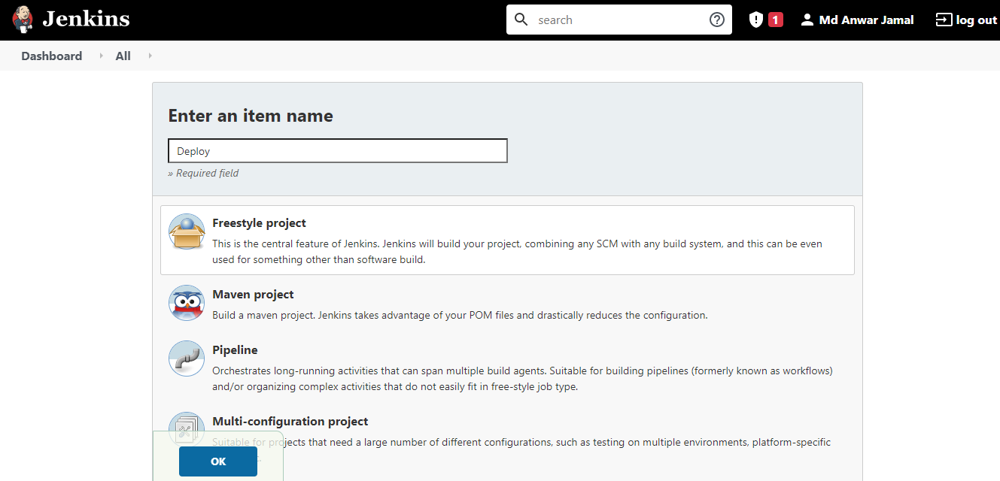 Jenkins
search
1
Md Anwar Jamal
log out
Dashboard
All
Enter an item name
Deploy
» Required field
Freestyle project
This is the central feature of Jenkins. Jenkins will build your project, combining any SCM with any build system, and this can be even
used for something other than software build.
Maven project
Build a maven project. Jenkins takes advantage of your POM files and drastically reduces the configuration.
Pipeline
Orchestrates long-running activities that can span multiple build agents. Suitable for building pipelines (formerly known as workflows)
and/or organizing complex activities that do not easily fit in free-style job type.
Multi-configuration project
Suitable for projects that need a large number of different configurations, such as testing on multiple environments, platform-specific
OK